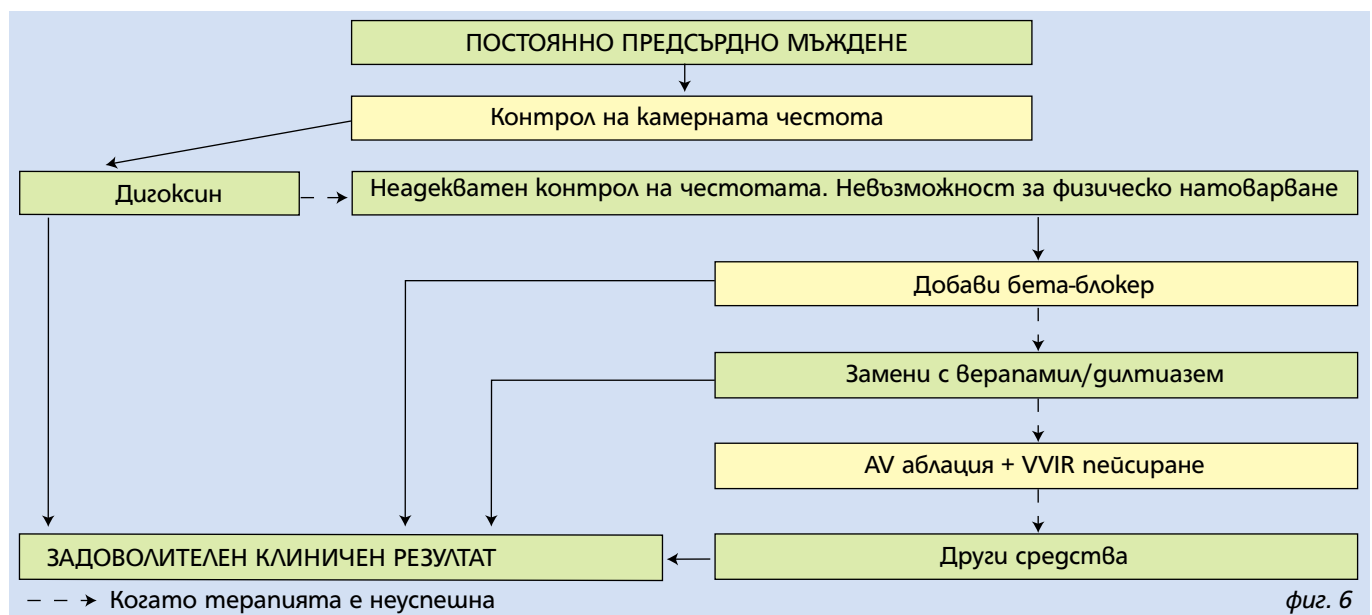 ПОСТОЯННО ПРЕДСЪРДНО МЪЖДЕНЕ
Контрол на камерната честота
Дигоксин
Неадекватен контрол на честотата. Невъзможност за физическо натоварване
Добави бета-блокер
Замени с верапамил/дилтиазем
AV аблация + VVIR пейсиране
ЗАДОВОЛИТЕЛЕН КЛИНИЧЕН РЕЗУЛТАТ
Други средства
Когато терапията е неуспешна
фиг. 6